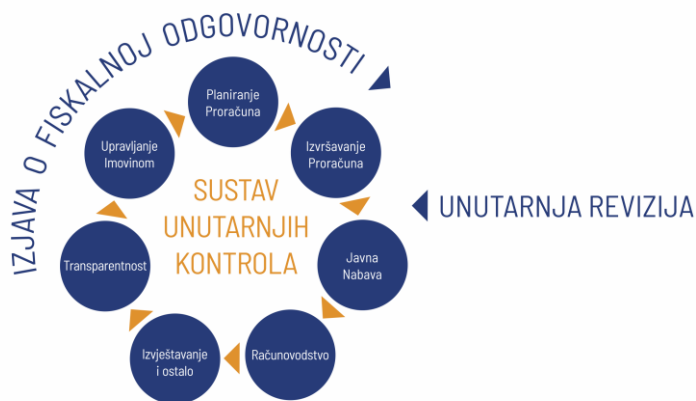 IZJAVA O FISKALNOJ ODGOVORNOSTI
Planiranje
Proračuna
Izvršavanje
Proračuna
Javna
Nabava
Računovodstvo
Izvještavanje
i ostalo
Transparentnost
Upravljanje
Imovinom
SUSTAV
UNUTARNJIH
KONTROLA
UNUTARNJA REVIZIJA